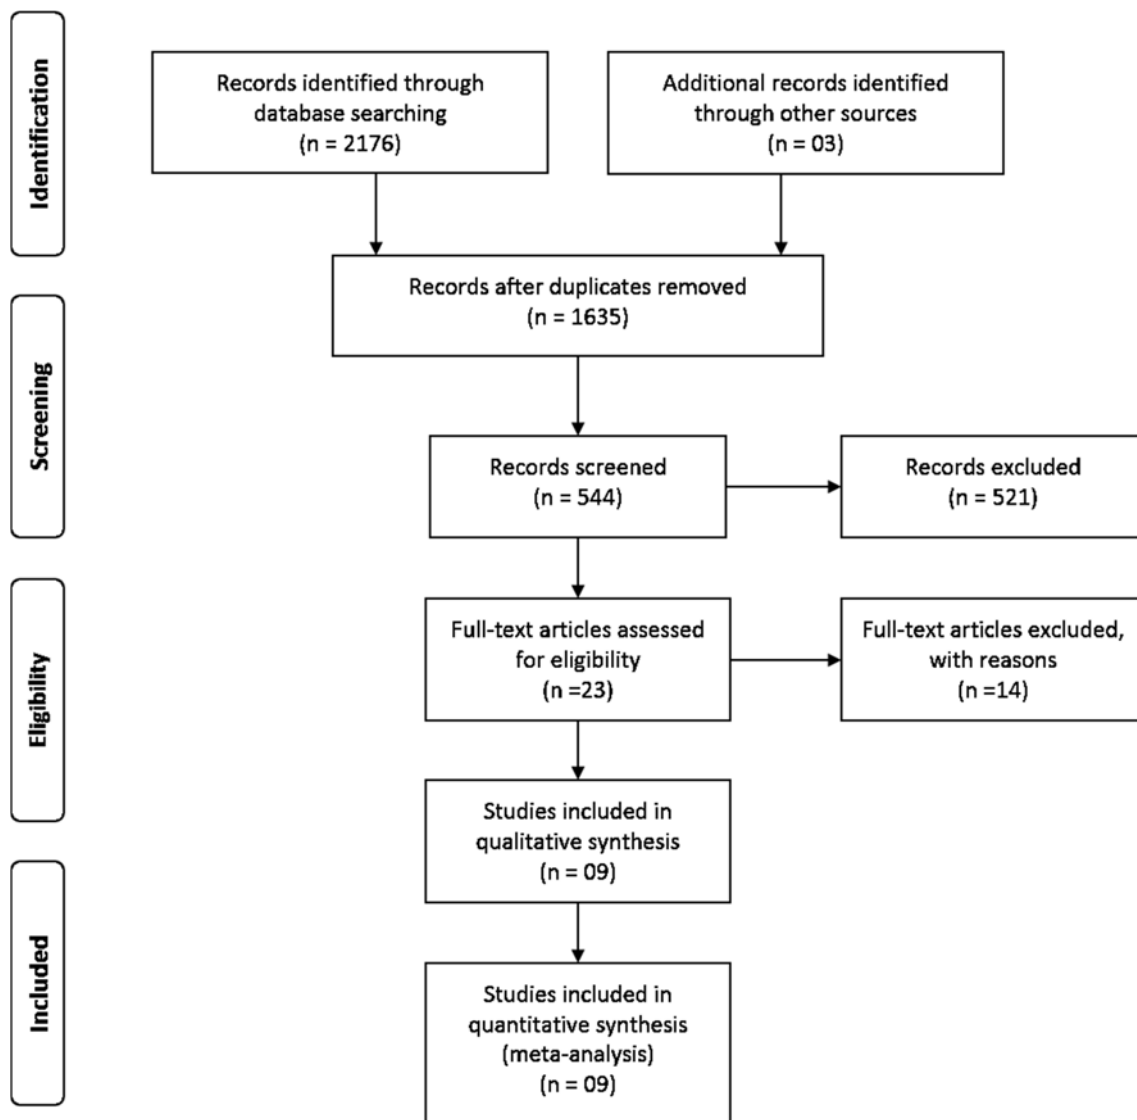 Identification
Records identified through
database searching
(n = 2176)
Additional records identified
through other sources
(n = 03)
Records after duplicates removed
(n = 1635)
Screening
Records screened
(n = 544)
Records excluded
(n = 521)
Eligibility
Full-text articles assessed
for eligibility
(n =23)
Full-text articles excluded,
with reasons
(n =14)
Studies included in
qualitative synthesis
(n = 09)
Included
Studies included in
quantitative synthesis
(meta-analysis)
(n = 09)